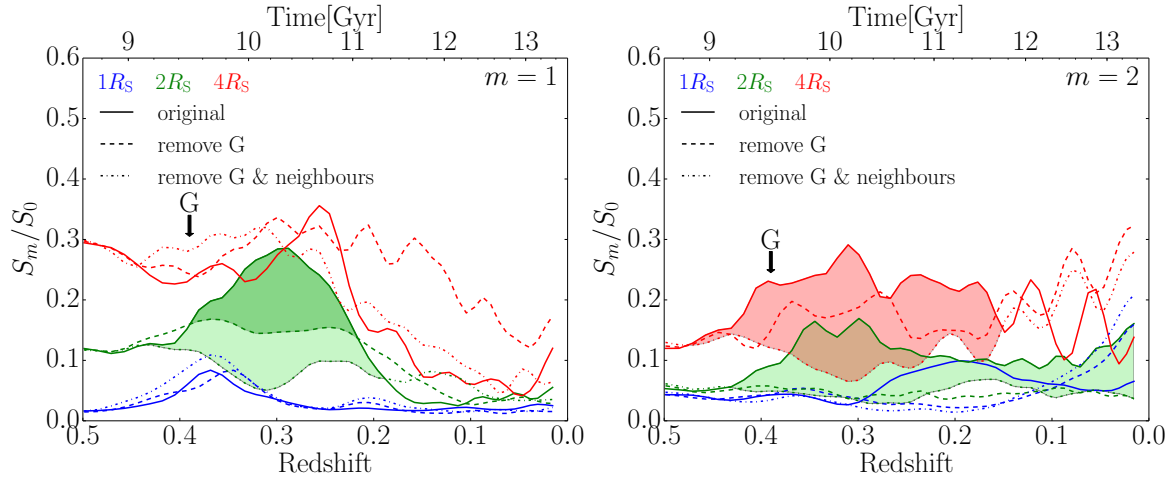 Time[Gyr]
9 10 11 12 13
0.6
0.5
0.4
0.3
0.2
0.1
0.0
S_m/S_0
1R_S 2R_S 4R_S
m = 1
original
remove G
remove G & neighbours
G
0.5 0.4 0.3 0.2 0.1 0.0
Redshift
Time[Gyr]
9 10 11 12 13
0.6
0.5
0.4
0.3
0.2
0.1
0.0
S_m/S_0
1R_S 2R_S 4R_S
m = 2
original
remove G
remove G & neighbours
G
0.5 0.4 0.3 0.2 0.1 0.0
Redshift